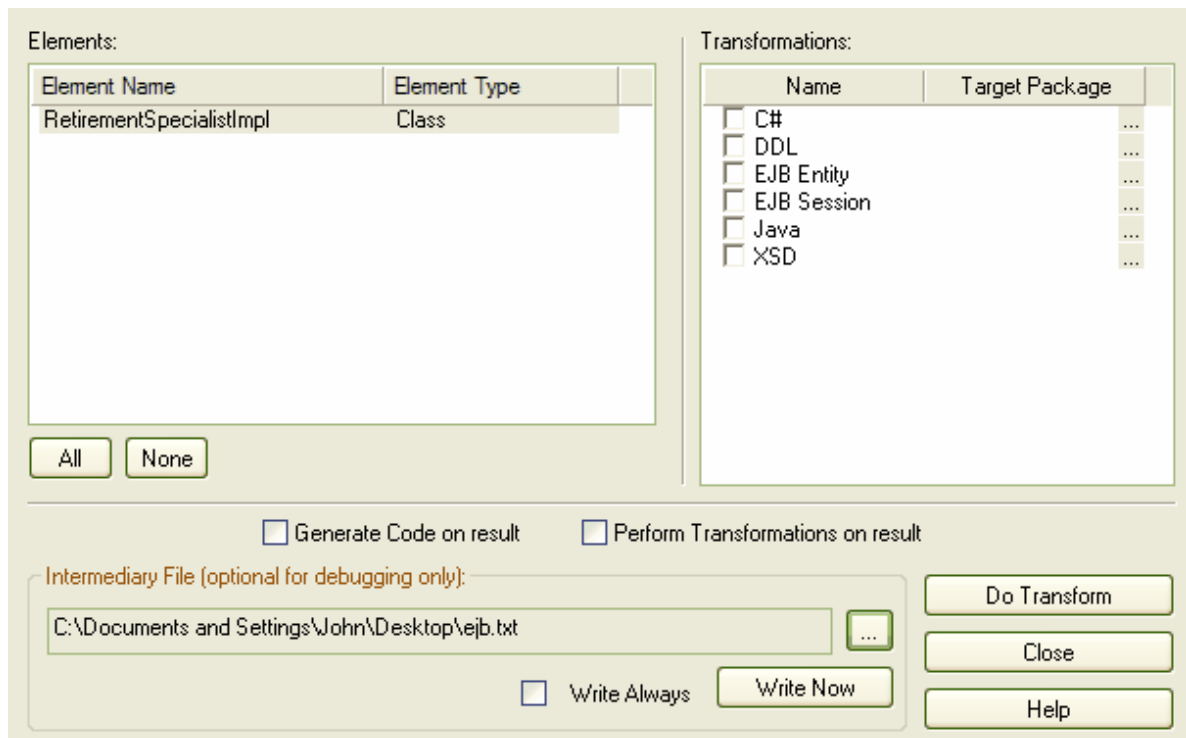 Elements:
Element Name Element Type
RetirementSpecialistImpl Class
All None
Transformations:
Name Target Package
C# ...
DDL ...
EJB Entity ...
EJB Session ...
Java ...
XSD ...
Generate Code on result Perform Transformations on result
Intermediary File (optional for debugging only):
C:\Documents and Settings\John\Desktop\ejb.txt ...
Write Always Write Now
Do Transform
Close
Help